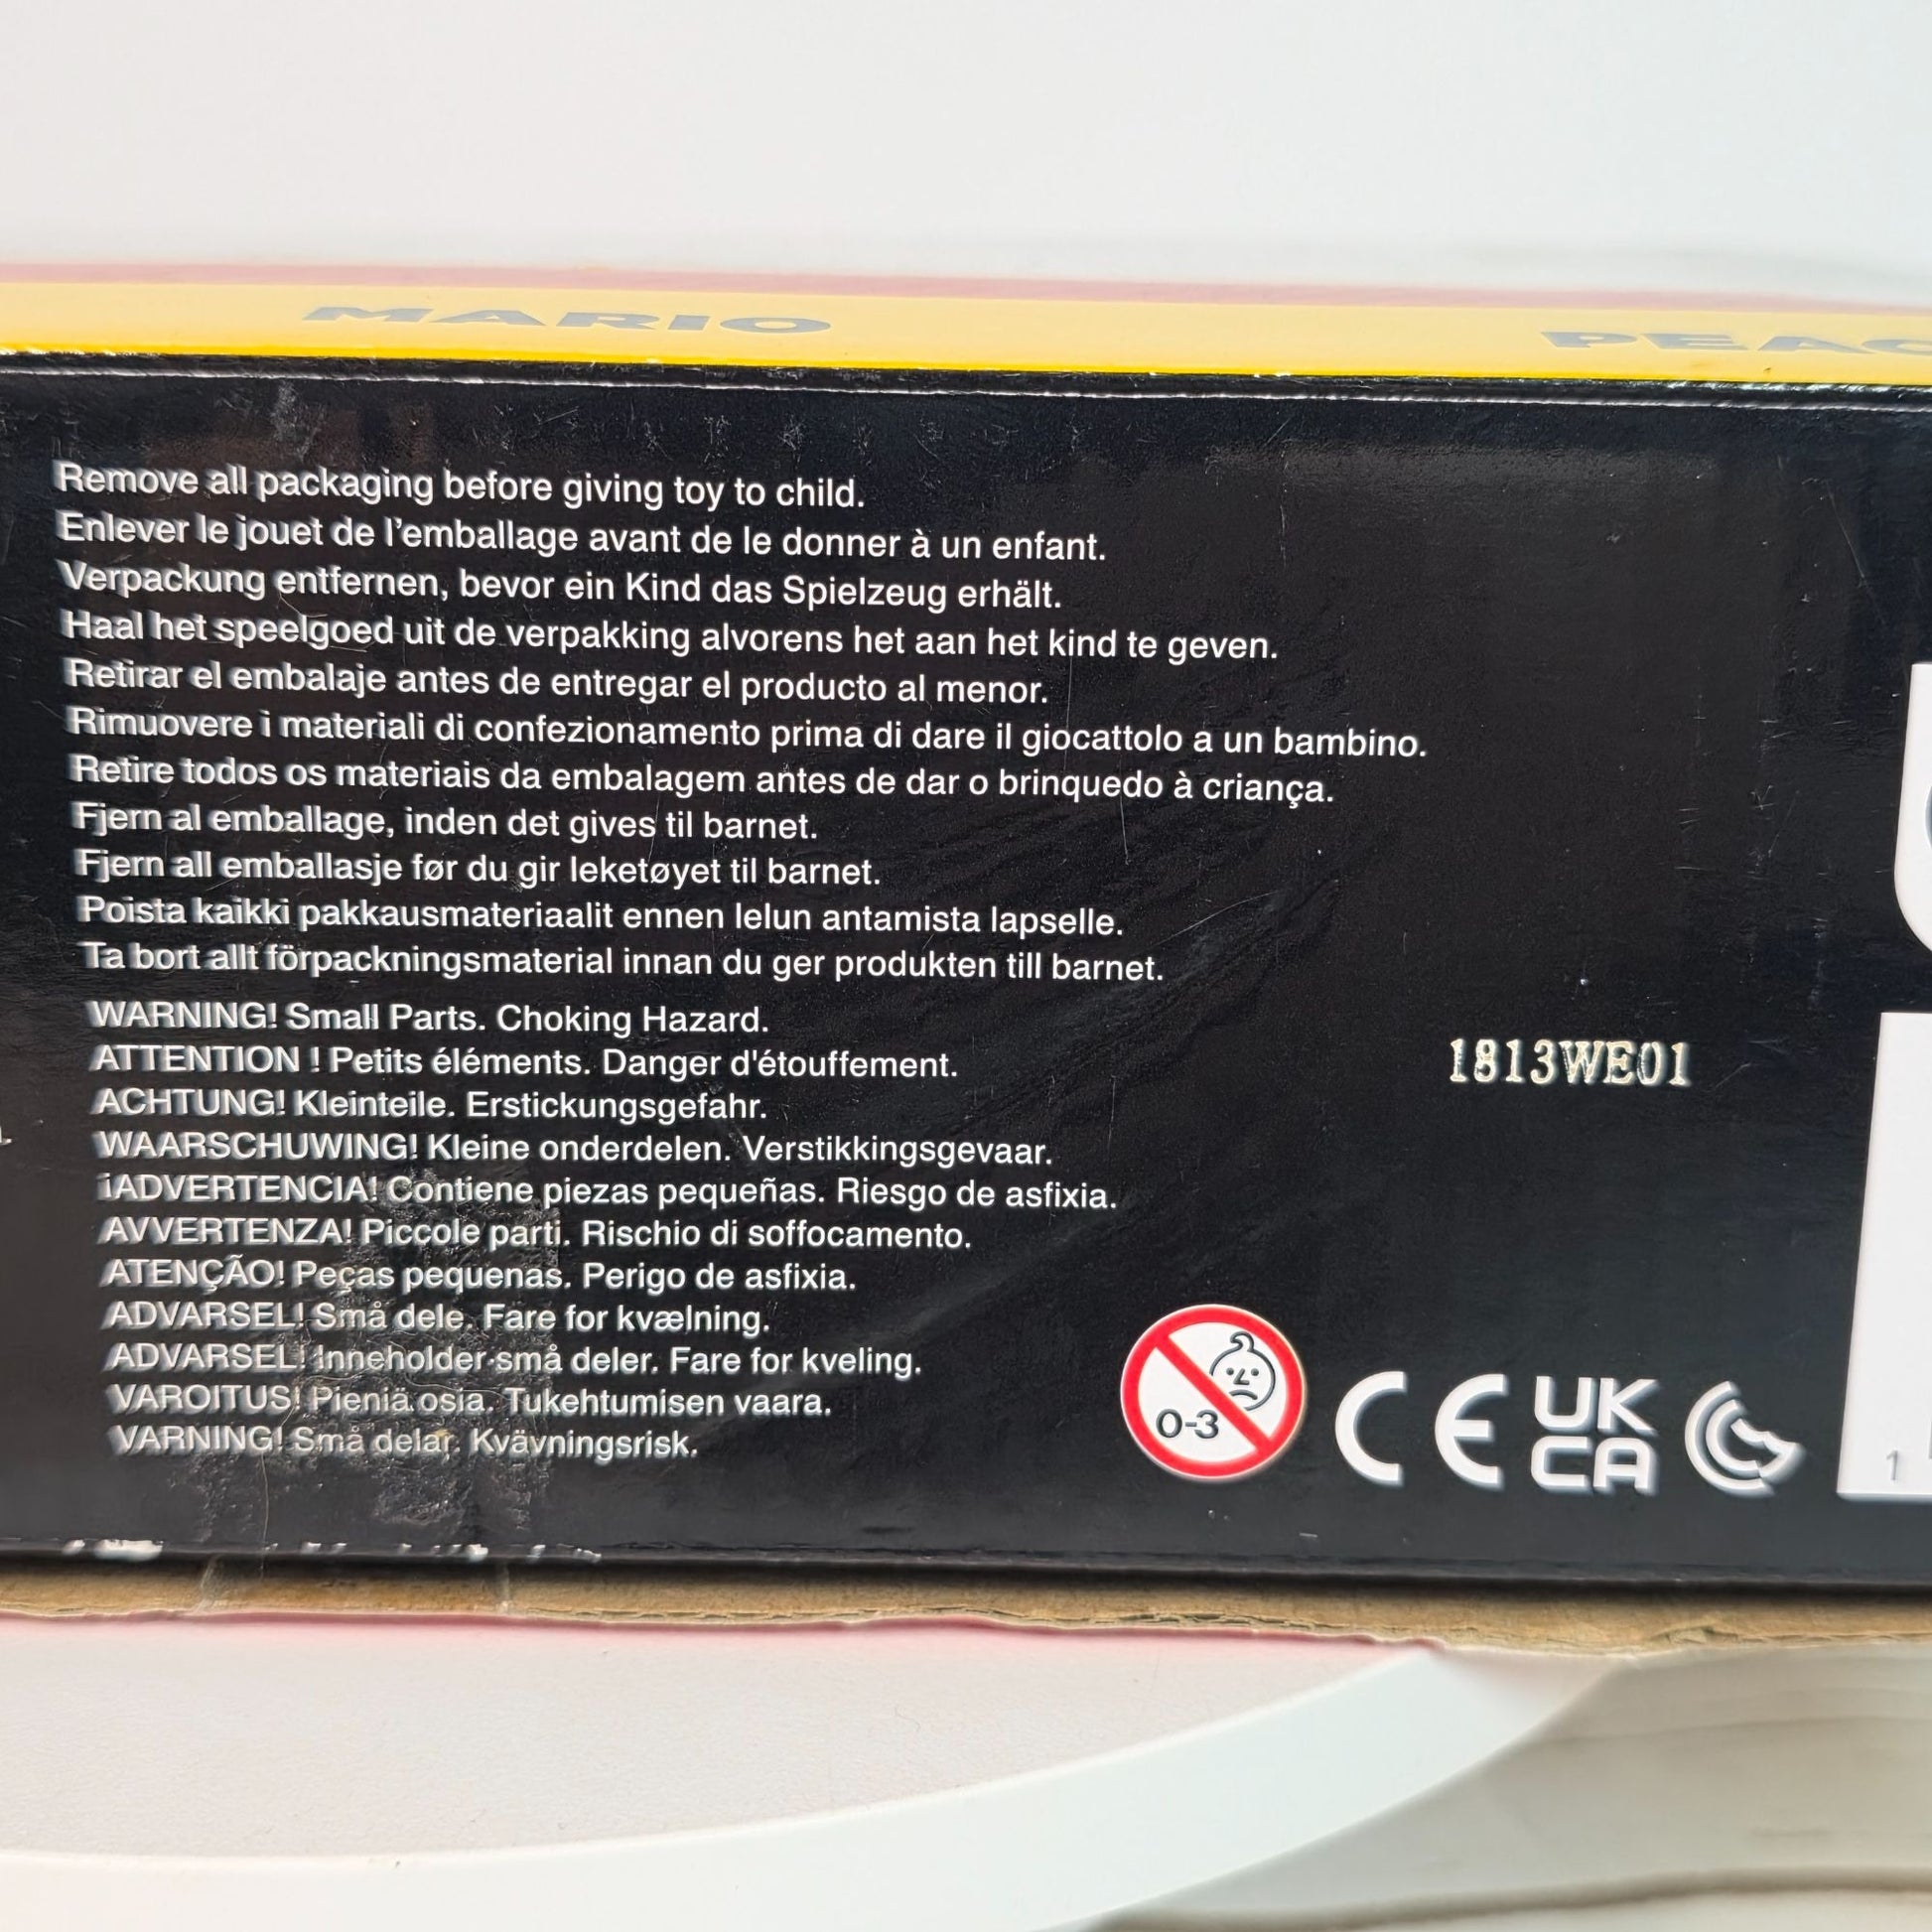 MARIO
Remove all packaging before giving toy to child.
Enlever le jouet de l’emballage avant de le donner à un enfant.
Verpackung entfernen, bevor ein Kind das Spielzeug erhält.
Haal het speelgoed uit de verpakking alvorens het aan het kind te geven.
Retirar el embalaje antes de entregar el producto al menor.
Rimuovere i materiali di confezionamento prima di dare il giocattolo a un bambino.
Retire todos os materiais da embalagem antes de dar o brinquedo à criança.
Fjern al emballage, inden det gives til barnet.
Fjern all emballasje før du gir leketøyet til barnet.
Poista kaikki pakkausmateriaalit ennen lelun antamista lapselle.
Ta bort allt förpackningsmaterial innan du ger produkten till barnet.
WARNING! Small Parts. Choking Hazard.
ATTENTION ! Petits éléments. Danger d'étouffement.
ACHTUNG! Kleinteile. Erstickungsgefahr.
WAARSCHUWING! Kleine onderdelen. Verstikkingsgevaar.
¡ADVERTENCIA! Contiene piezas pequeñas. Riesgo de asfixia.
AVVERTENZA! Piccole parti. Rischio di soffocamento.
ATENÇÃO! Peças pequenas. Perigo de asfixia.
ADVARSEL! Små dele. Fare for kvælning.
ADVARSEL! Inneholder små deler. Fare for kveling.
VAROITUS! Pieniä osia. Tukehtumisen vaara.
VARNING! Små delar. Kvävningsrisk.
1813WE01
0-3
CE
UK
CA
1